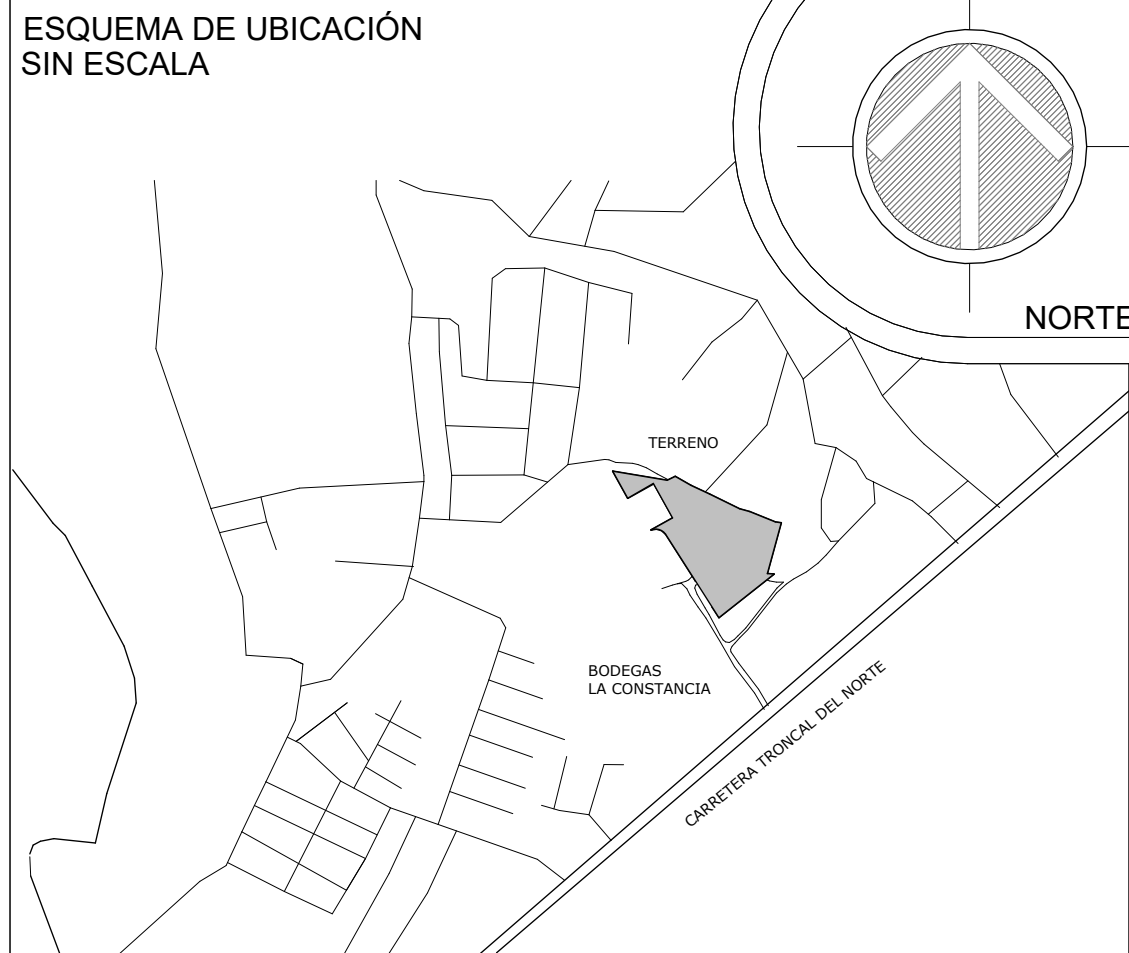 ESQUEMA DE UBICACIÓN
SIN ESCALA
NORTE
TERRENO
BODEGAS
LA CONSTANCIA
CARRETERA TRONCAL DEL NORTE